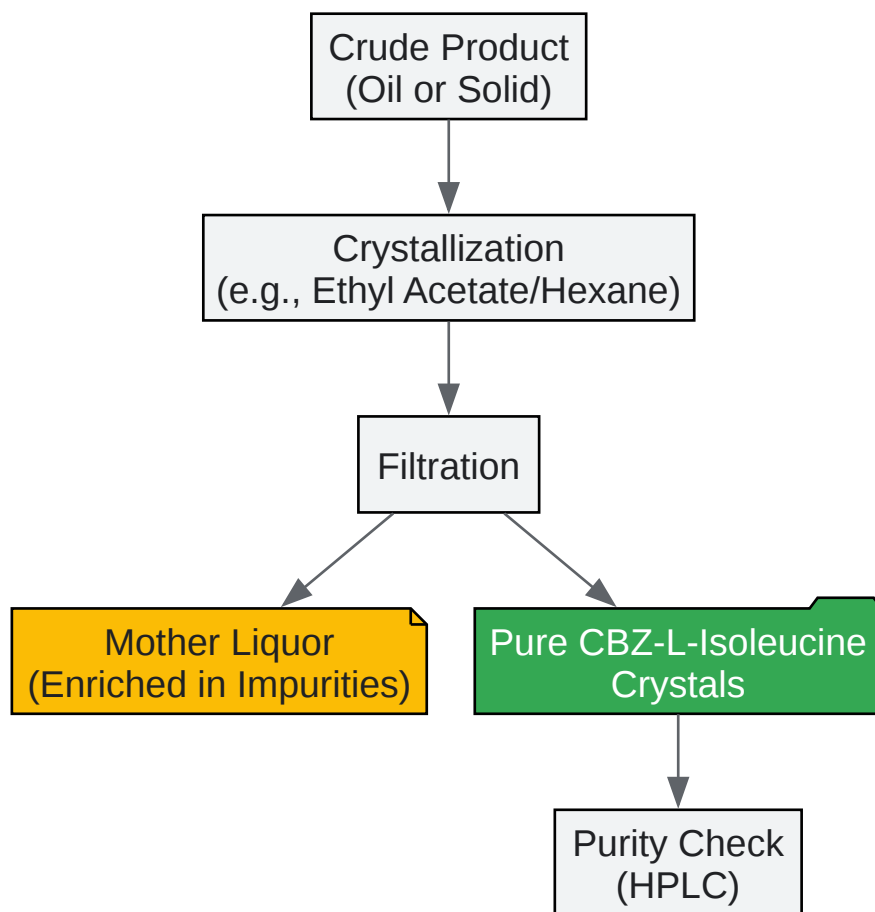 Crude Product
(Oil or Solid)
Crystallization
(e.g., Ethyl Acetate/Hexane)
Filtration
Mother Liquor
(Enriched in Impurities)
Pure CBZ-L-Isoleucine
Crystals
Purity Check
(HPLC)